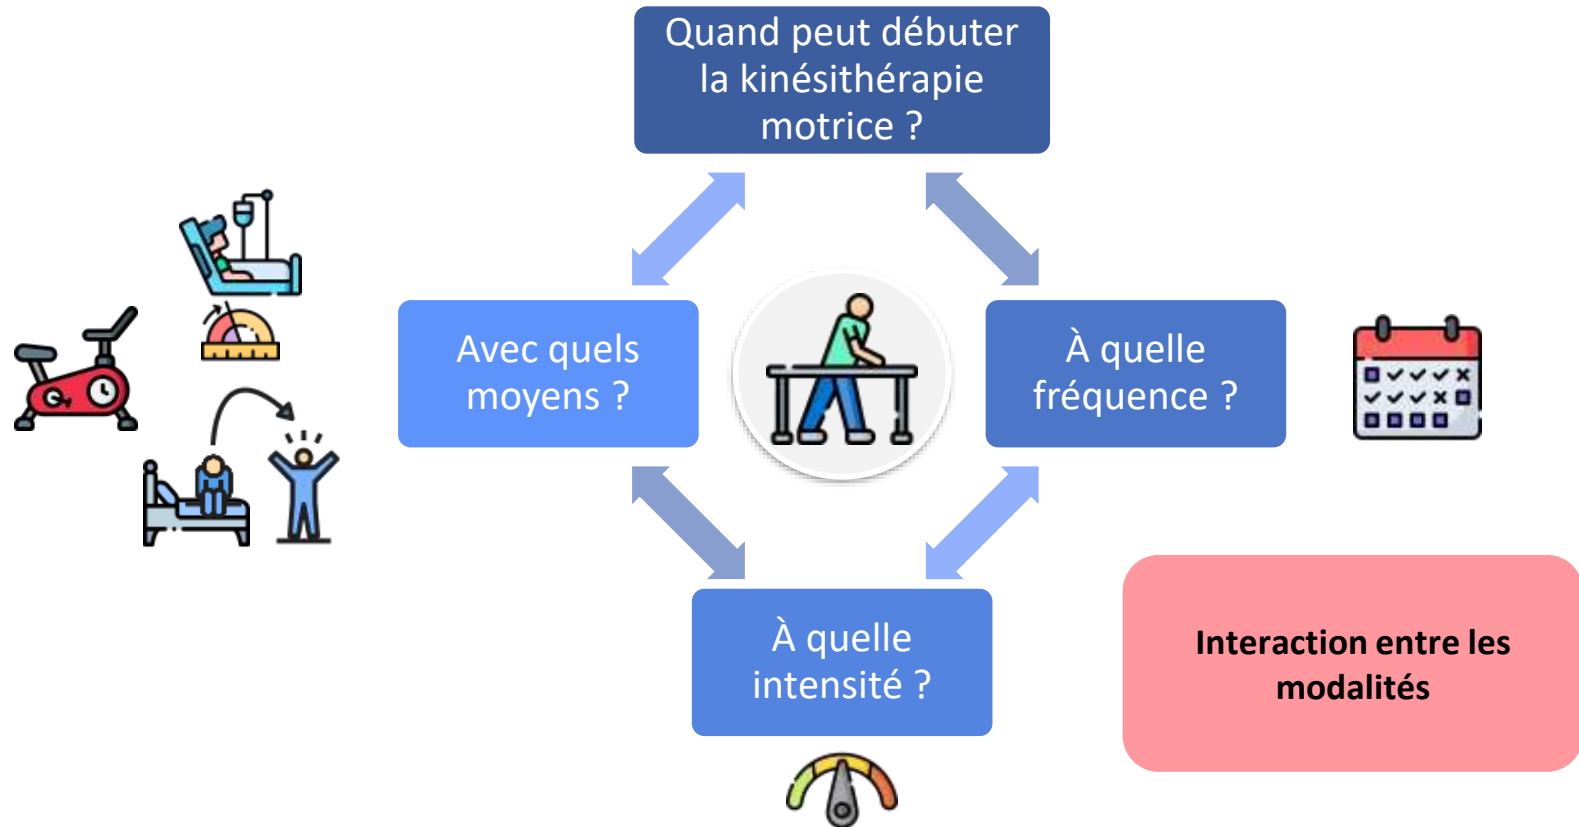 Quand peut débuter
la kinésithérapie
motrice ?
Avec quels
moyens ?
À quelle
fréquence ?
À quelle
intensité ?
Interaction entre les
modalités